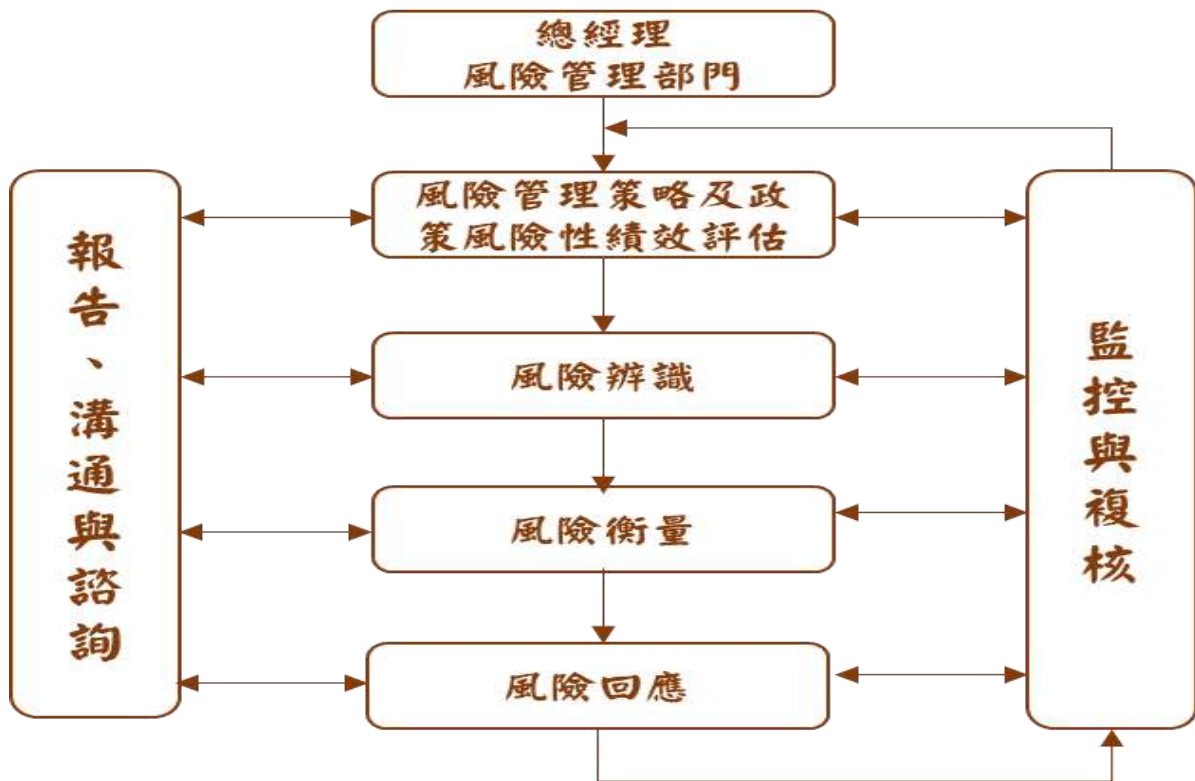 總經理
風險管理部門
風險管理策略及政
策風險性績效評估
報告、溝通與諮詢
監控與複核
風險辨識
風險衡量
風險回應